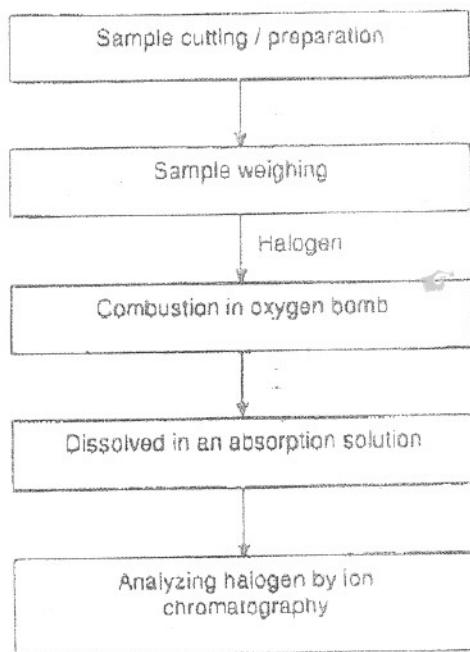 Sample cutting / preparation
Sample weighing
Halogen
Combustion in oxygen bomb
Dissolved in an absorption solution
Analyzing halogen by ion
chromatography